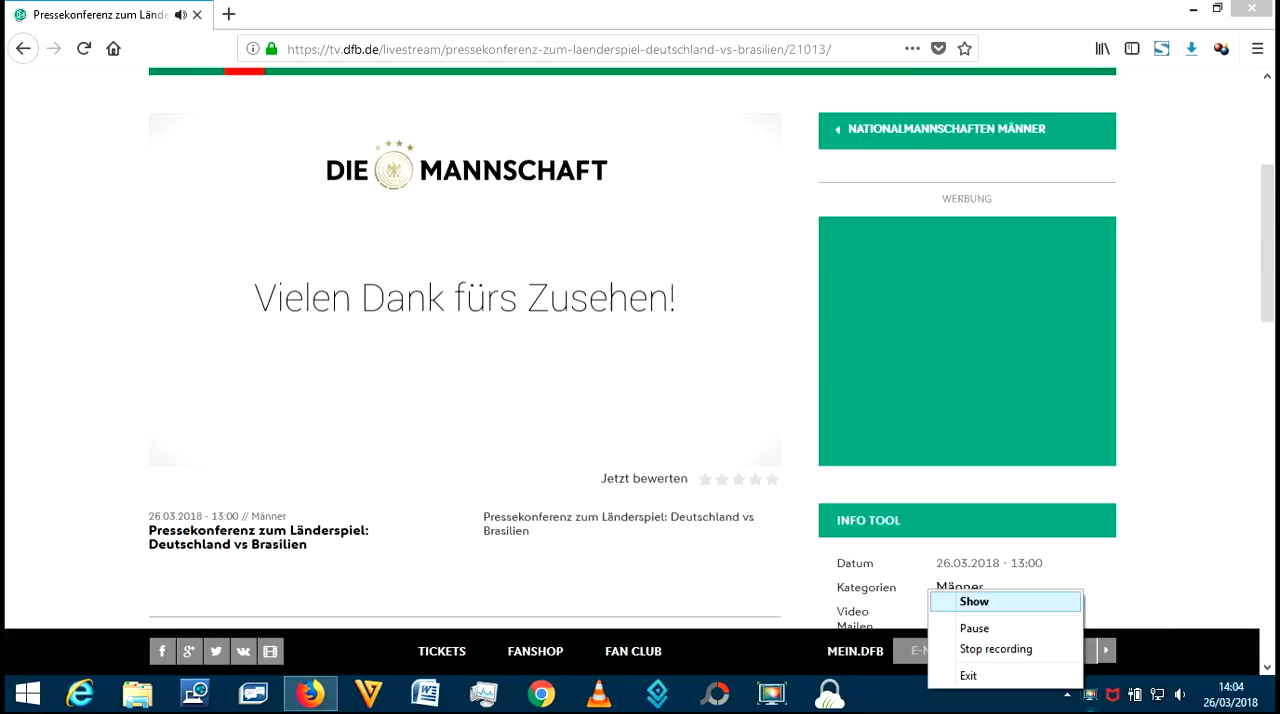 Pressekonferenz zum Lände
https://tv.dfb.de/livestream/pressekonferenz-zum-laenderspiel-deutschland-vs-brasilien/21013/
DIE MANNSCHAFT
NATIONALMANNSCHAFTEN MÄNNER
WERBUNG
Vielen Dank fürs Zusehen!
Jetzt bewerten
26.03.2018 - 13:00 // Männer
Pressekonferenz zum Länderspiel:
Deutschland vs Brasilien
Pressekonferenz zum Länderspiel: Deutschland vs
Brasilien
INFO TOOL
Datum 26.03.2018 - 13:00
Kategorien Männer
Video
Mailen
Show
Pause
Stop recording
Exit
TICKETS FANSHOP FAN CLUB MEIN.DFB E-M
14:04
26/03/2018